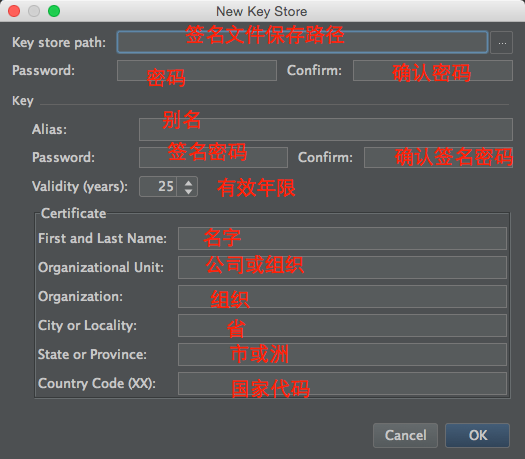 New Key Store
Key store path: 签名文件保存路径 ...
Password: 密码 Confirm: 确认密码
Key
Alias: 别名
Password: 签名密码 Confirm: 确认签名密码
Validity (years): 25 有效年限
Certificate
First and Last Name: 名字
Organizational Unit: 公司或组织
Organization: 组织
City or Locality: 省
State or Province: 市或洲
Country Code (XX): 国家代码
Cancel OK